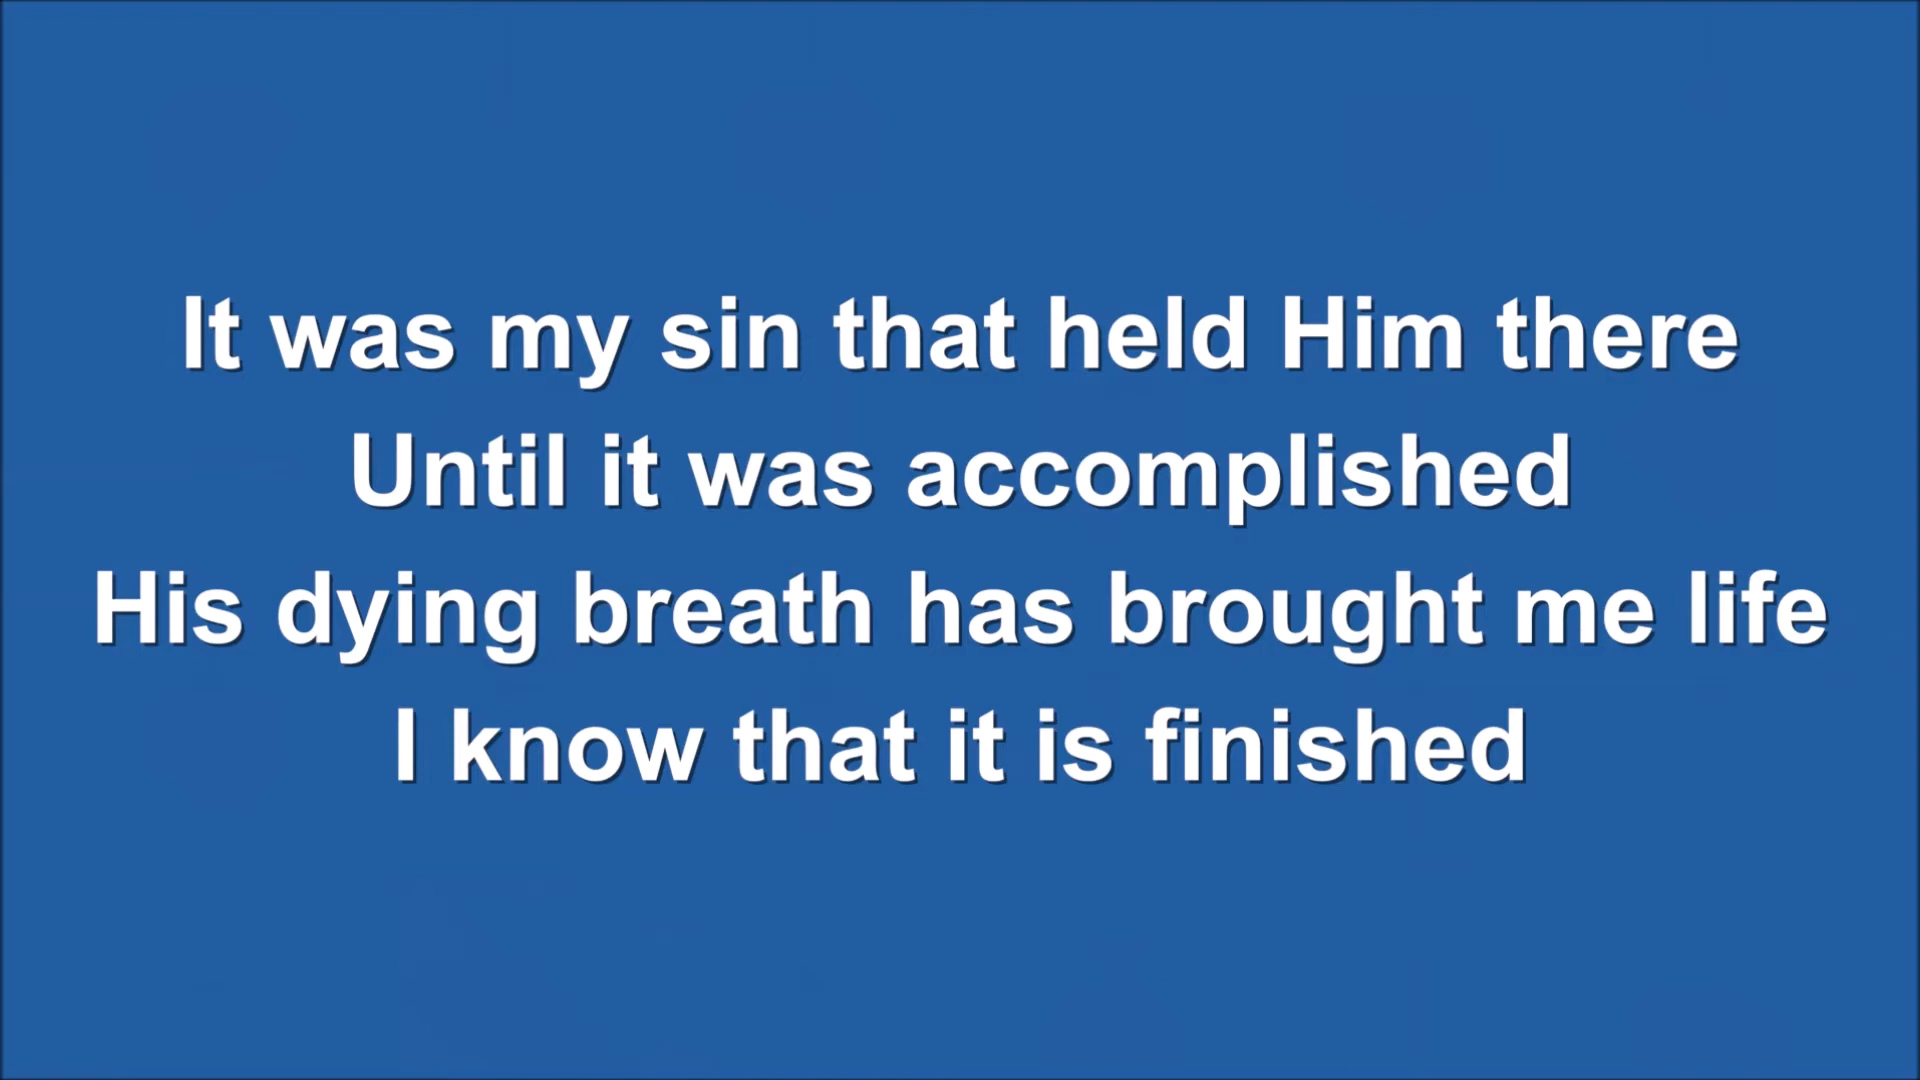 It was my sin that held Him there
Until it was accomplished
His dying breath has brought me life
I know that it is finished